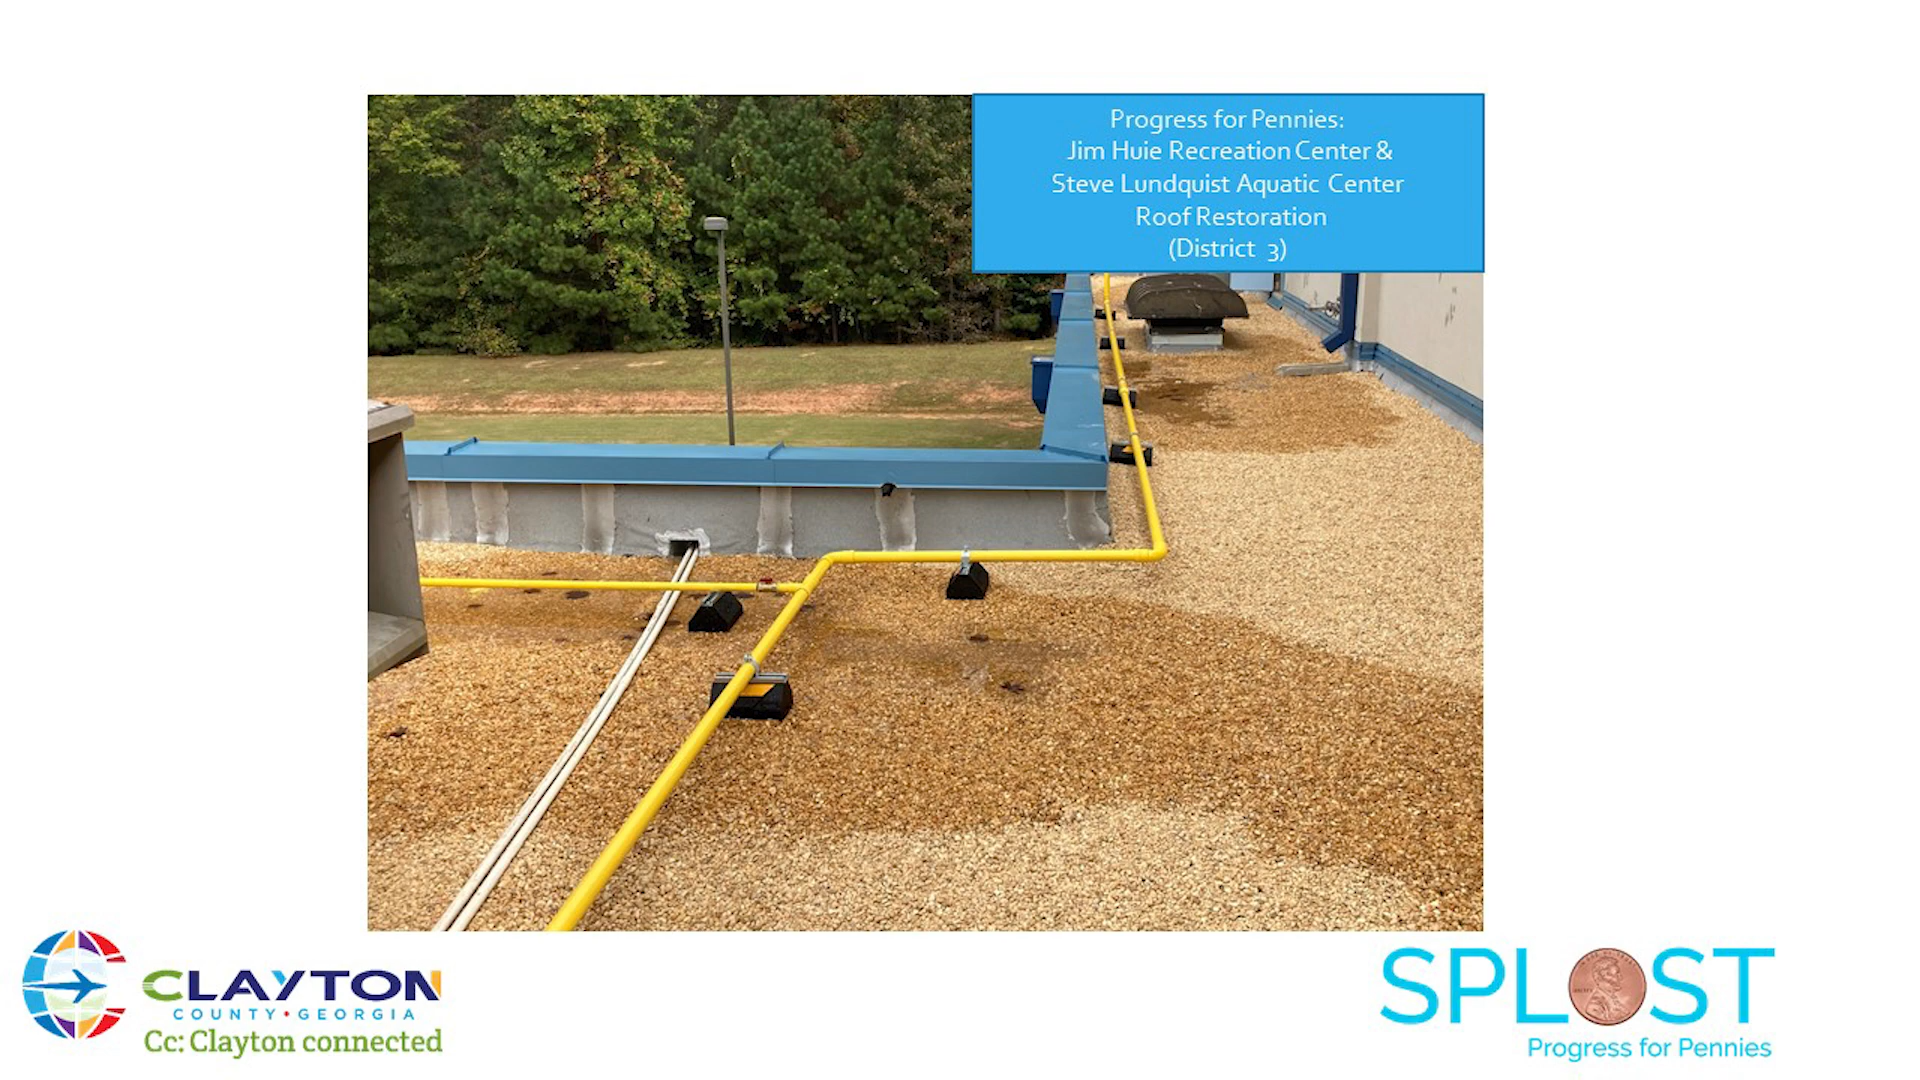 Progress for Pennies:
Jim Huie Recreation Center &
Steve Lundquist Aquatic Center
Roof Restoration
(District 3)
CLAYTON
COUNTY • GEORGIA
Cc: Clayton connected
SPLOST
Progress for Pennies